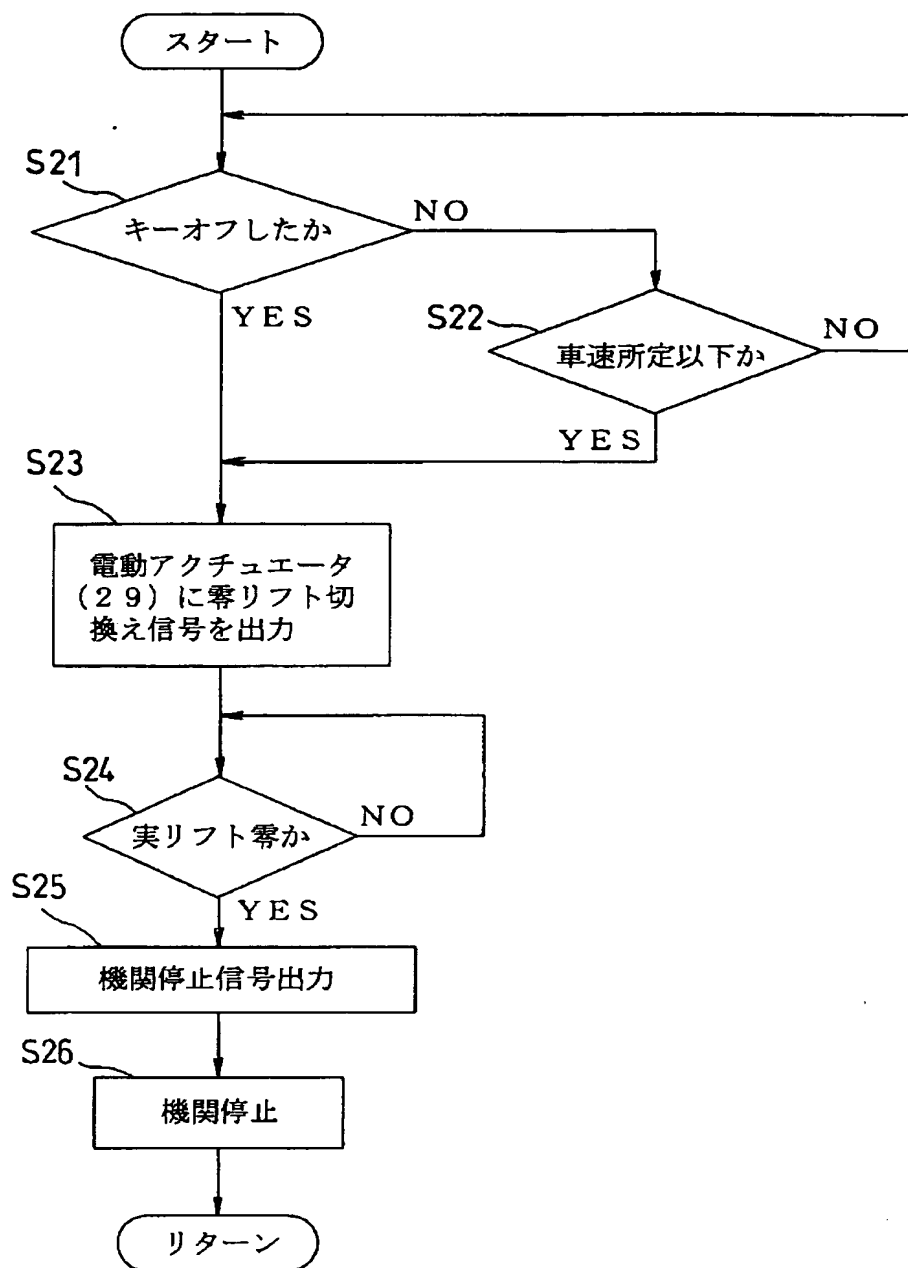 スタート
S21
キーオフしたか
NO
YES
S22
車速所定以下か
NO
YES
S23
電動アクチュエータ
(29)に零リフト切
換え信号を出力
S24
実リフト零か
NO
YES
S25
機関停止信号出力
S26
機関停止
リターン